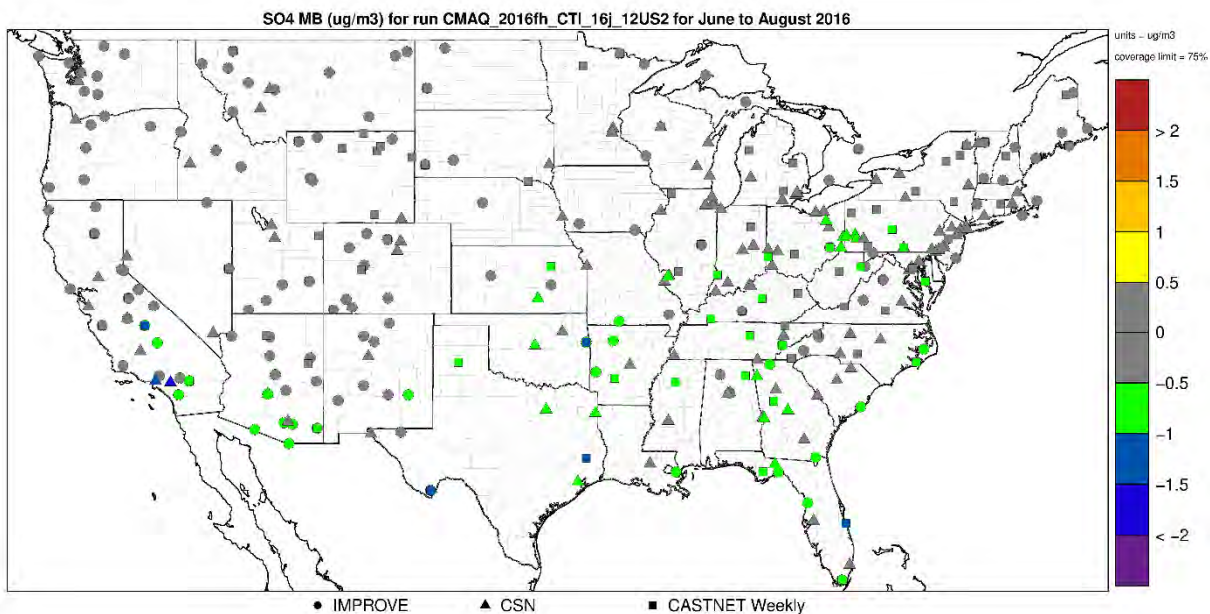 SO4 MB (ug/m3) for run CMAQ_2016fh_CTI_16j_12US2 for June to August 2016
units = ug/m3
coverage limit = 75%
> 2
1.5
1
0.5
0
−0.5
−1
−1.5
< −2
IMPROVE
CSN
CASTNET Weekly